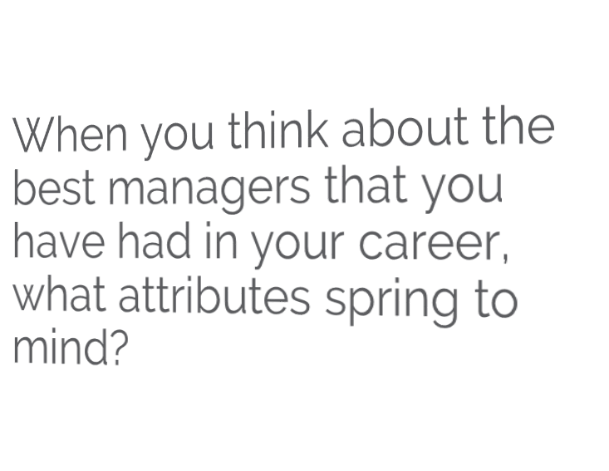 When you think about the
best managers that you
have had in your career,
what attributes spring to
mind?